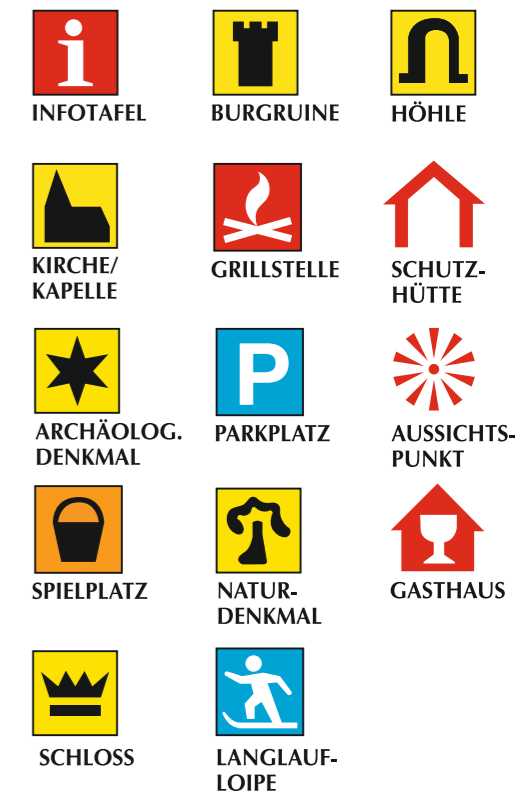 INFOTAFEL
BURGRUINE
HÖHLE
KIRCHE/
KAPELLE
GRILLSTELLE
SCHUTZ-
HÜTTE
ARCHÄOLOG.
DENKMAL
P
PARKPLATZ
AUSSICHTS-
PUNKT
SPIELPLATZ
NATUR-
DENKMAL
GASTHAUS
SCHLOSS
LANGLAUF-
LOIPE